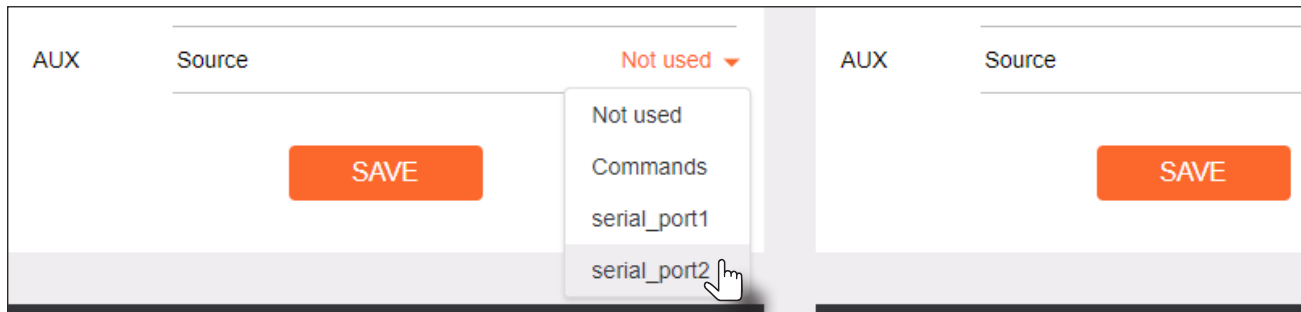 AUX Source Not used
Not used
Commands
serial_port1
serial_port2
SAVE
AUX Source
SAVE